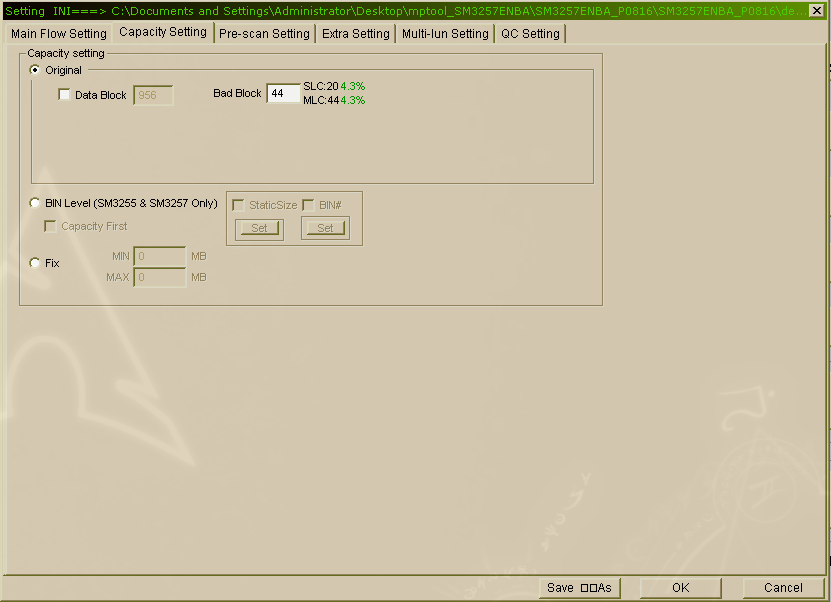 Setting INI===> C:\Documents and Settings\Administrator\Desktop\mptool_SM3257ENBA\SM3257ENBA_P0816\SM3257ENBA_P0816\de...
Main Flow Setting Capacity Setting Pre-scan Setting Extra Setting Multi-lun Setting QC Setting
Capacity setting
Original
Data Block 956 Bad Block 44 SLC:20 4.3%
MLC:44 4.3%
BIN Level (SM3255 & SM3257 Only) StaticSize BIN#
Capacity First Set Set
Fix MIN 0 MB
MAX 0 MB
Save □□As OK Cancel